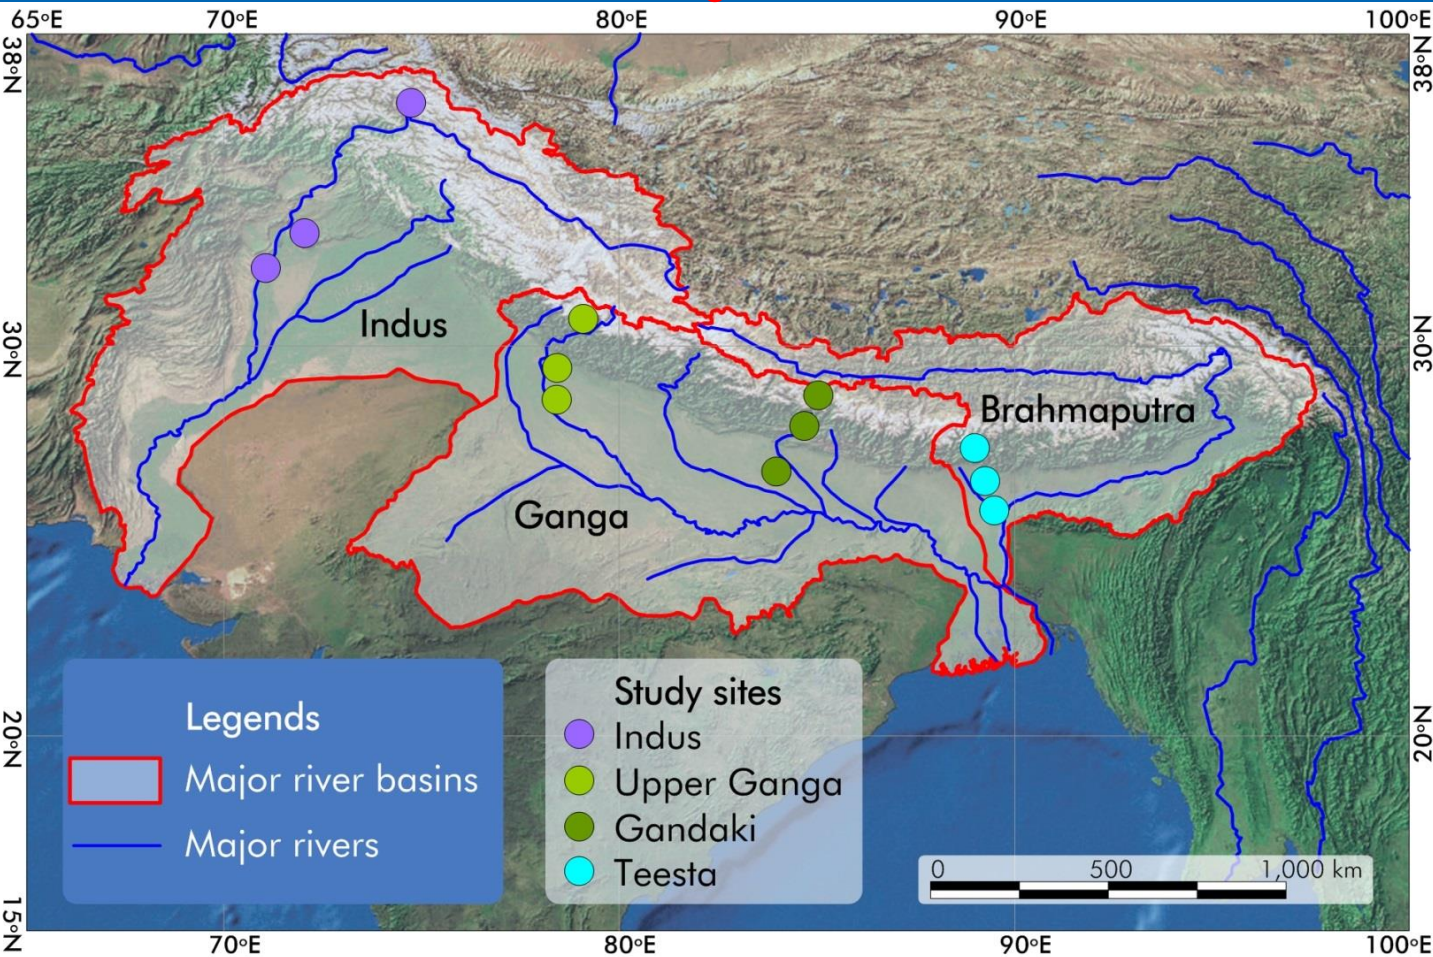 65°E 70°E 80°E 90°E 100°E
38°N 38°N
30°N 30°N
20°N 20°N
15°N 15°N
70°E 80°E 90°E 100°E
Indus
Brahmaputra
Ganga
Legends
Major river basins
Major rivers
Study sites
Indus
Upper Ganga
Gandaki
Teesta
0 500 1,000 km